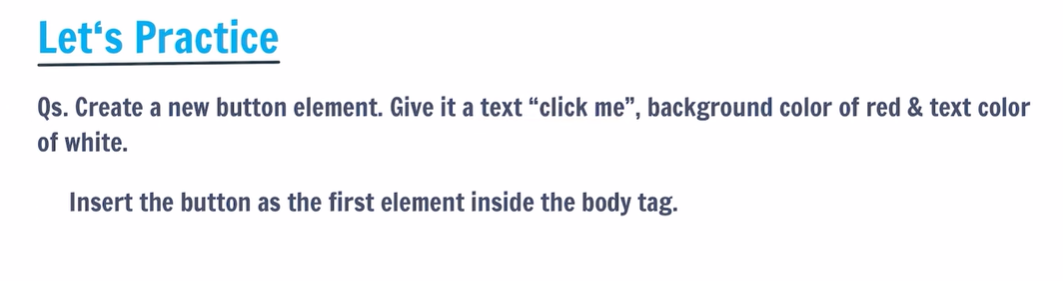 Let‘s Practice
Qs. Create a new button element. Give it a text “click me”, background color of red & text color
of white.
Insert the button as the first element inside the body tag.